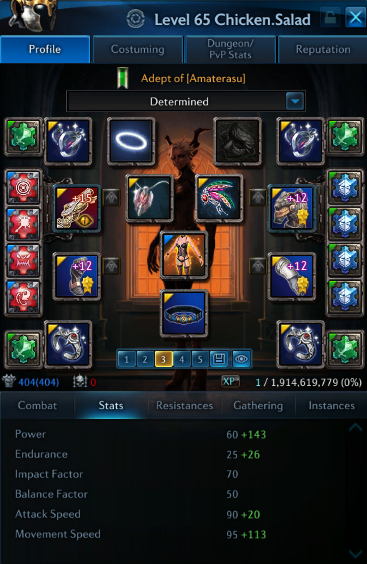 Level 65 Chicken.Salad
Profile
Costuming
Dungeon/
PvP Stats
Reputation
Adept of [Amaterasu]
Determined
+15
+12
+12
+12
1 2 3 4 5
404(404) 0 XP 1 / 1,914,619,779 (0%)
Combat Stats Resistances Gathering Instances
Power 60 +143
Endurance 25 +26
Impact Factor 70
Balance Factor 50
Attack Speed 90 +20
Movement Speed 95 +113